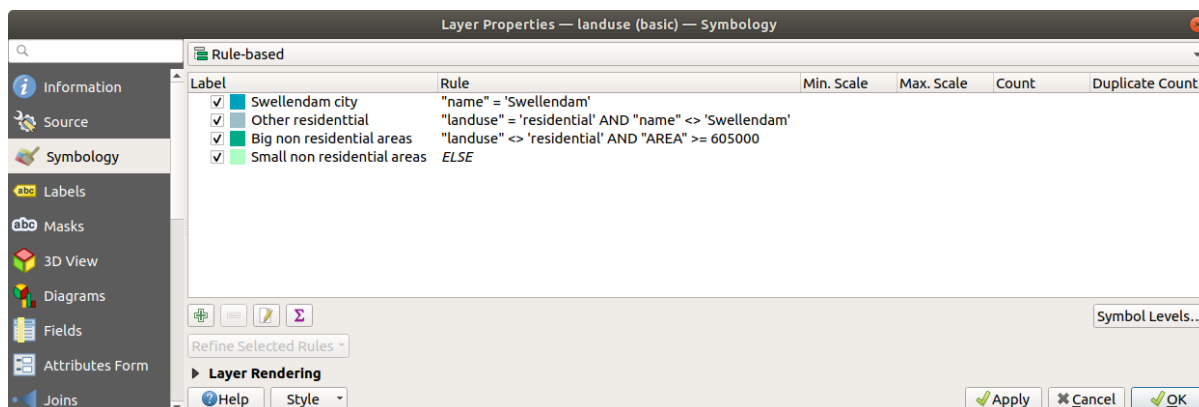 Layer Properties — landuse (basic) — Symbology
Information
Source
Symbology
Labels
abc
Masks
abc
3D View
Diagrams
Fields
Attributes Form
Joins
Rule-based
Label Rule Min. Scale Max. Scale Count Duplicate Count
Swellendam city "name" = 'Swellendam'
Other residenttial "landuse" = 'residential' AND "name" <> 'Swellendam'
Big non residential areas "landuse" <> 'residential' AND "AREA" >= 605000
Small non residential areas ELSE
Σ
Symbol Levels...
Refine Selected Rules
Layer Rendering
Help Style Apply Cancel OK